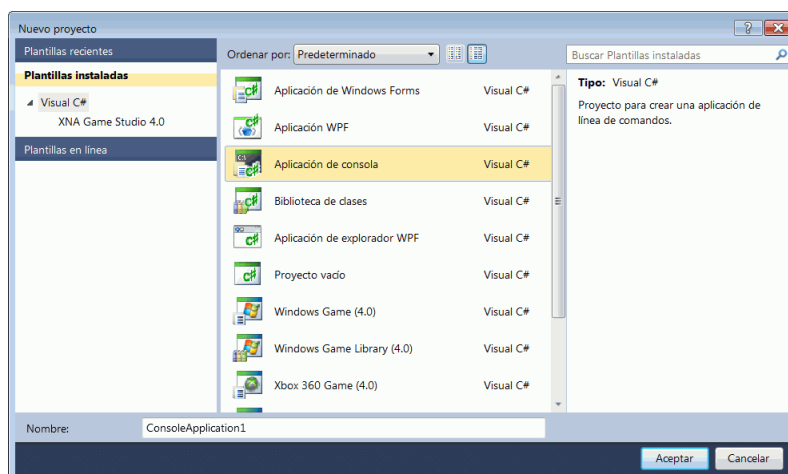 Nuevo proyecto
Plantillas recientes
Plantillas instaladas
Visual C#
XNA Game Studio 4.0
Plantillas en línea
Ordenar por: Predeterminado
Aplicación de Windows Forms Visual C#
Aplicación WPF Visual C#
Aplicación de consola Visual C#
Biblioteca de clases Visual C#
Aplicación de explorador WPF Visual C#
Proyecto vacío Visual C#
Windows Game (4.0) Visual C#
Windows Game Library (4.0) Visual C#
Xbox 360 Game (4.0) Visual C#
Buscar Plantillas instaladas
Tipo: Visual C#
Proyecto para crear una aplicación de
línea de comandos.
Nombre: ConsoleApplication1
Aceptar Cancelar